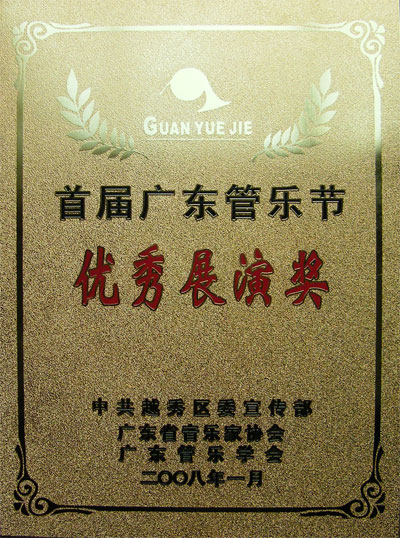 GUAN YUE JIE
首届广东管乐节
优秀展演奖
中共越秀区委宣传部
广东省音乐家协会
广东管乐学会
二〇〇八年一月